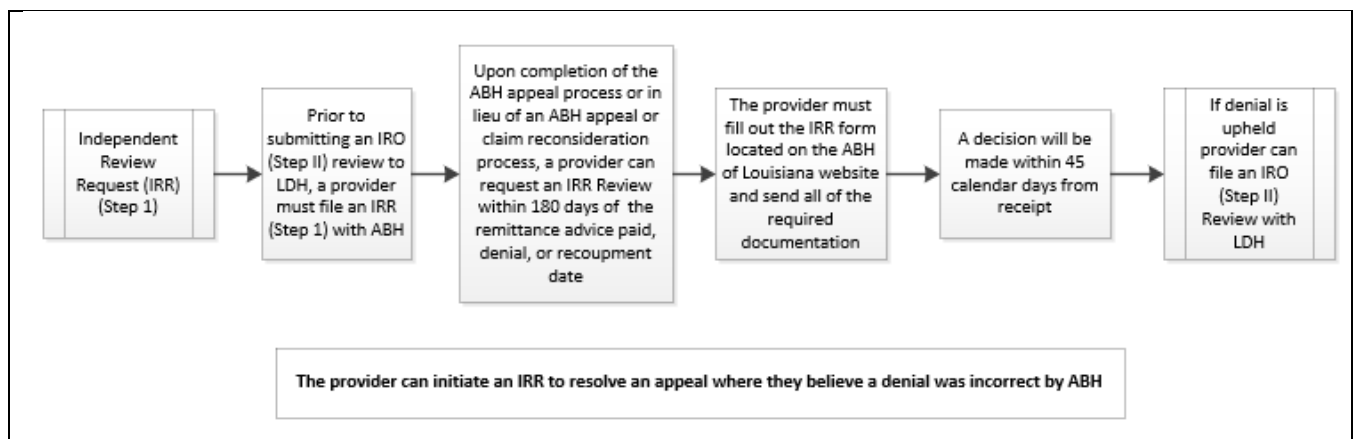 Independent
Review
Request (IRR)
(Step 1)
Prior to
submitting an IRO
(Step II) review to
LDH, a provider
must file an IRR
(Step 1) with ABH
Upon completion of the
ABH appeal process or in
lieu of an ABH appeal or
claim reconsideration
process, a provider can
request an IRR Review
within 180 days of the
remittance advice paid,
denial, or recoupment
date
The provider must
fill out the IRR form
located on the ABH
of Louisiana website
and send all of the
required
documentation
A decision will be
made within 45
calendar days from
receipt
If denial is
upheld
provider can
file an IRO
(Step II)
Review with
LDH
The provider can initiate an IRR to resolve an appeal where they believe a denial was incorrect by ABH